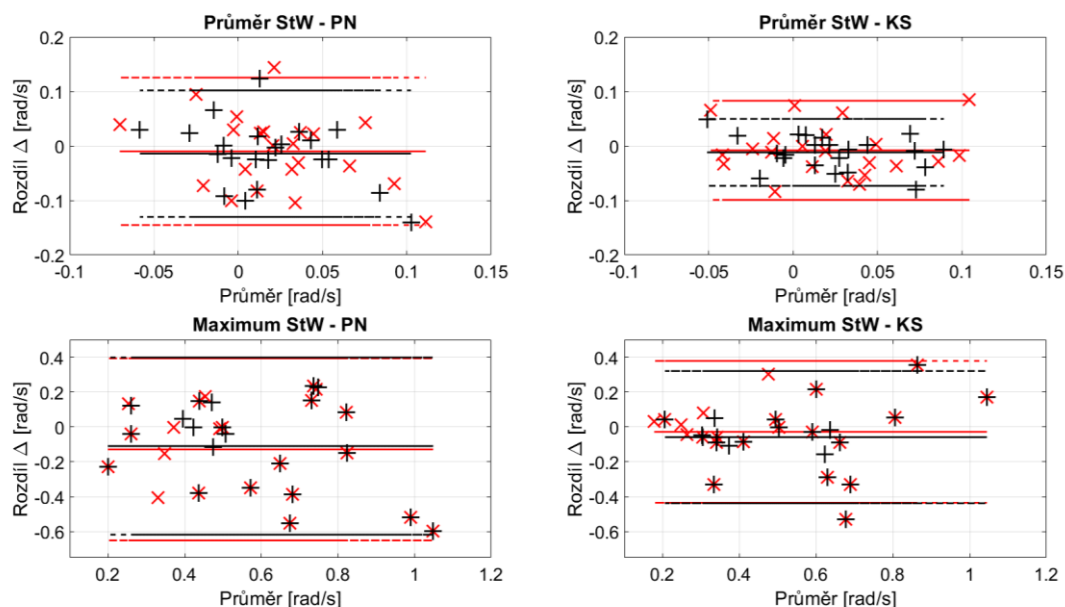 Průměr StW - PN
0.2
0.1
0
-0.1
-0.2
Rozdíl Δ [rad/s]
-0.1 -0.05 0 0.05 0.1 0.15
Průměr [rad/s]
Průměr StW - KS
0.2
0.1
0
-0.1
-0.2
Rozdíl Δ [rad/s]
-0.1 -0.05 0 0.05 0.1 0.15
Průměr [rad/s]
Maximum StW - PN
0.4
0.2
0
-0.2
-0.4
-0.6
Rozdíl Δ [rad/s]
0.2 0.4 0.6 0.8 1 1.2
Průměr [rad/s]
Maximum StW - KS
0.4
0.2
0
-0.2
-0.4
-0.6
Rozdíl Δ [rad/s]
0.2 0.4 0.6 0.8 1 1.2
Průměr [rad/s]